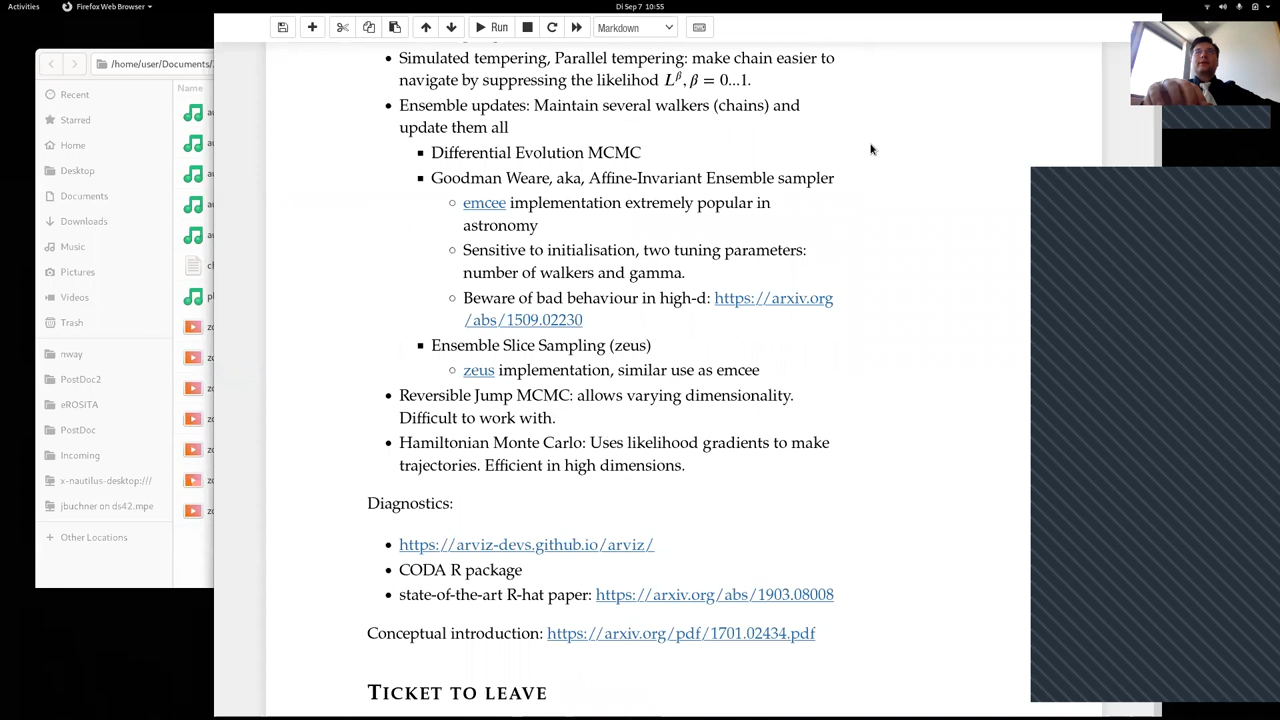 Activities
Firefox Web Browser
Di Sep 7 10:55
Run
Markdown
/home/user/Documents/
Name
Recent
Starred
Home
Desktop
Documents
Downloads
Music
Pictures
Videos
Trash
nway
PostDoc2
eROSITA
PostDoc
Incoming
x-nautilus-desktop:///
jbuchner on ds42.mpe
+ Other Locations
• Simulated tempering, Parallel tempering: make chain easier to
navigate by suppressing the likelihod L^β, β = 0...1.
• Ensemble updates: Maintain several walkers (chains) and
update them all
▪ Differential Evolution MCMC
▪ Goodman Weare, aka, Affine-Invariant Ensemble sampler
○ emcee implementation extremely popular in
astronomy
○ Sensitive to initialisation, two tuning parameters:
number of walkers and gamma.
○ Beware of bad behaviour in high-d: https://arxiv.org
/abs/1509.02230
▪ Ensemble Slice Sampling (zeus)
○ zeus implementation, similar use as emcee
• Reversible Jump MCMC: allows varying dimensionality.
Difficult to work with.
• Hamiltonian Monte Carlo: Uses likelihood gradients to make
trajectories. Efficient in high dimensions.
Diagnostics:
• https://arviz-devs.github.io/arviz/
• CODA R package
• state-of-the-art R-hat paper: https://arxiv.org/abs/1903.08008
Conceptual introduction: https://arxiv.org/pdf/1701.02434.pdf
TICKET TO LEAVE